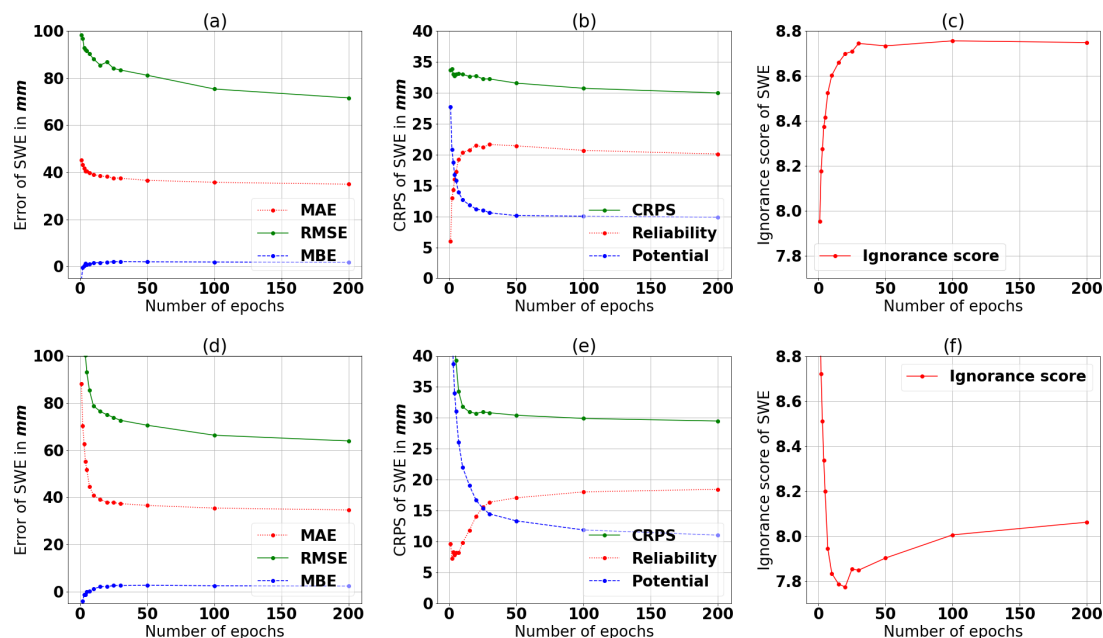 (a)
Error of SWE in mm
100
80
60
40
20
0
MAE
RMSE
MBE
0 50 100 150 200
Number of epochs
(b)
CRPS of SWE in mm
40
35
30
25
20
15
10
5
0
CRPS
Reliability
Potential
0 50 100 150 200
Number of epochs
(c)
Ignorance score of SWE
8.8
8.6
8.4
8.2
8.0
7.8
Ignorance score
0 50 100 150 200
Number of epochs
(d)
Error of SWE in mm
100
80
60
40
20
0
MAE
RMSE
MBE
0 50 100 150 200
Number of epochs
(e)
CRPS of SWE in mm
40
35
30
25
20
15
10
5
0
CRPS
Reliability
Potential
0 50 100 150 200
Number of epochs
(f)
Ignorance score of SWE
8.8
8.6
8.4
8.2
8.0
7.8
Ignorance score
0 50 100 150 200
Number of epochs